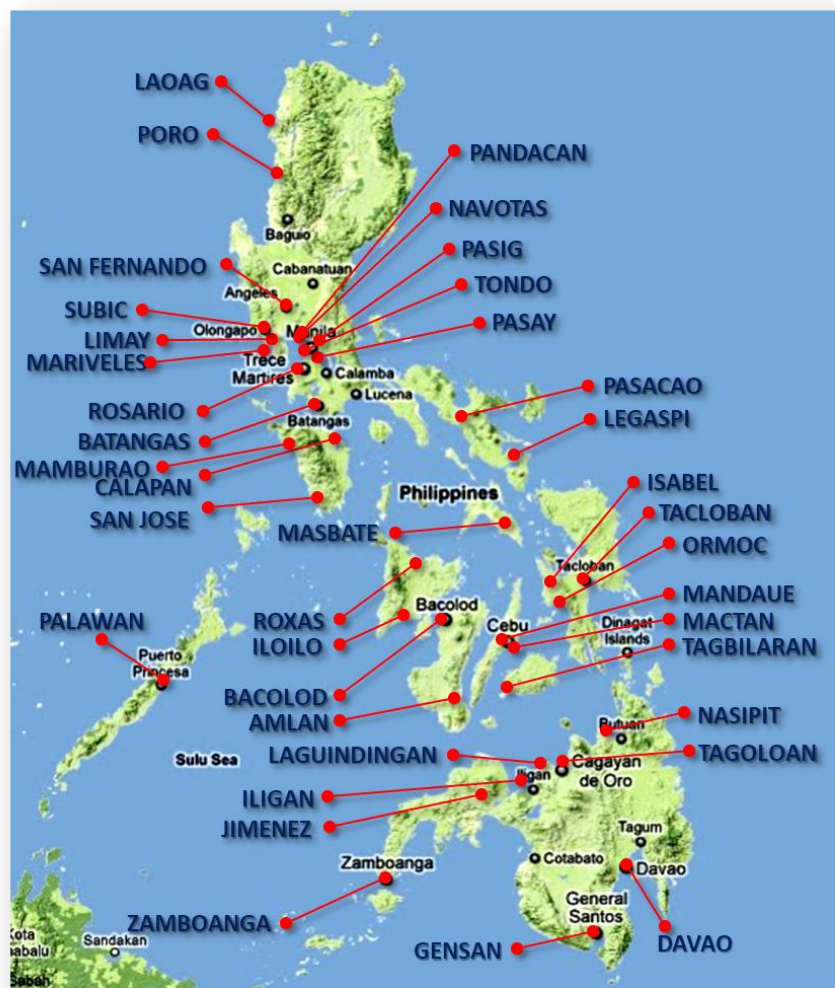 LAOAG
PORO
PANDACAN
NAVOTAS
Baguio
PASIG
SAN FERNANDO
Cabanatuan
TONDO
Angeles
SUBIC
Olongapo
Manila
PASAY
LIMAY
MARIVELES
Trece
Martires
Calamba
PASACAO
Lucena
ROSARIO
LEGASPI
Batangas
BATANGAS
MAMBURAO
CALAPAN
ISABEL
Philippines
TACLOBAN
SAN JOSE
MASBATE
ORMOC
Tacloban
MANDAUE
Bacolod
ROXAS
MACTAN
PALAWAN
Cebu
Dinagat
Islands
ILOILO
TAGBILARAN
Puerto
Princesa
BACOLOD
NASIPIT
AMLAN
Butuan
LAGUINDINGAN
TAGOLOAN
Sulu Sea
Iligan
Cagayan
de Oro
ILIGAN
JIMENEZ
Tagum
Zamboanga
Cotabato
Davao
General
Santos
ZAMBOANGA
Kota
Sandakan
GENSAN
DAVAO
nabalu
Sabah